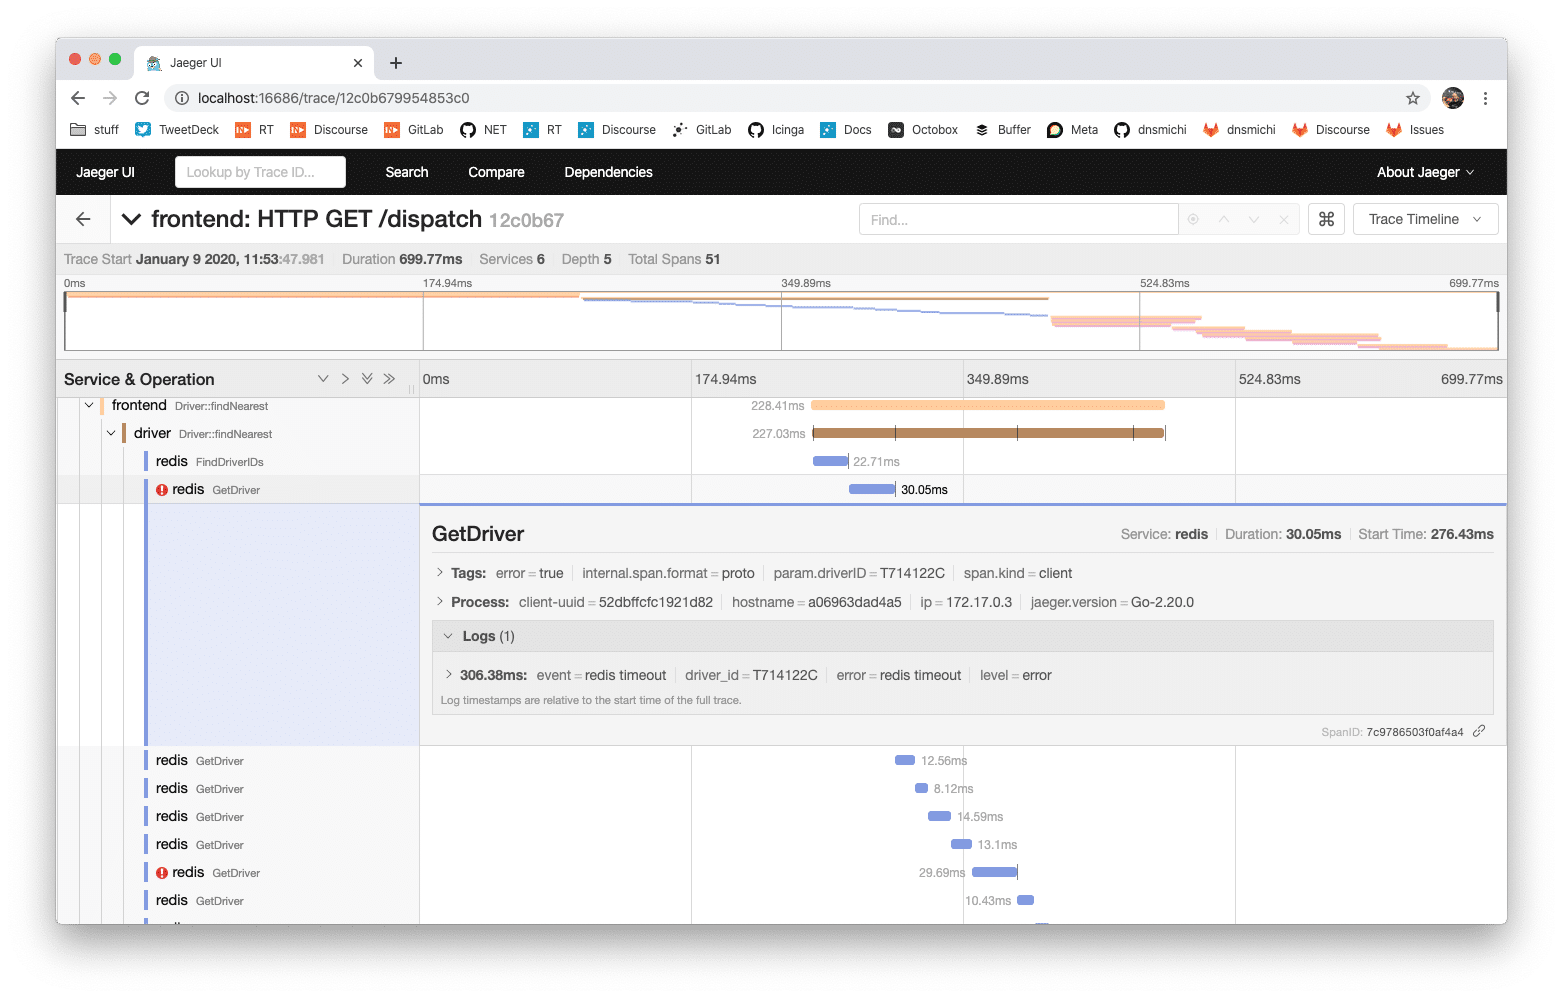 Jaeger UI
localhost:16686/trace/12c0b679954853c0
stuff TweetDeck RT Discourse GitLab NET RT Discourse GitLab Icinga Docs Octobox Buffer Meta dnsmichi dnsmichi Discourse Issues
Jaeger UI Lookup by Trace ID... Search Compare Dependencies About Jaeger
frontend: HTTP GET /dispatch 12c0b67 Find... Trace Timeline
Trace Start January 9 2020, 11:53:47.981 Duration 699.77ms Services 6 Depth 5 Total Spans 51
0ms 174.94ms 349.89ms 524.83ms 699.77ms
Service & Operation 0ms 174.94ms 349.89ms 524.83ms 699.77ms
frontend Driver::findNearest 228.41ms
driver Driver::findNearest 227.03ms
redis FindDriverIDs 22.71ms
redis GetDriver 30.05ms
GetDriver Service: redis Duration: 30.05ms Start Time: 276.43ms
Tags: error = true internal.span.format = proto param.driverID = T714122C span.kind = client
Process: client-uuid = 52dbffcfc1921d82 hostname = a06963dad4a5 ip = 172.17.0.3 jaeger.version = Go-2.20.0
Logs (1)
306.38ms: event = redis timeout driver_id = T714122C error = redis timeout level = error
Log timestamps are relative to the start time of the full trace.
SpanID: 7c9786503f0af4a4
redis GetDriver 12.56ms
redis GetDriver 8.12ms
redis GetDriver 14.59ms
redis GetDriver 13.1ms
redis GetDriver 29.69ms
redis GetDriver 10.43ms